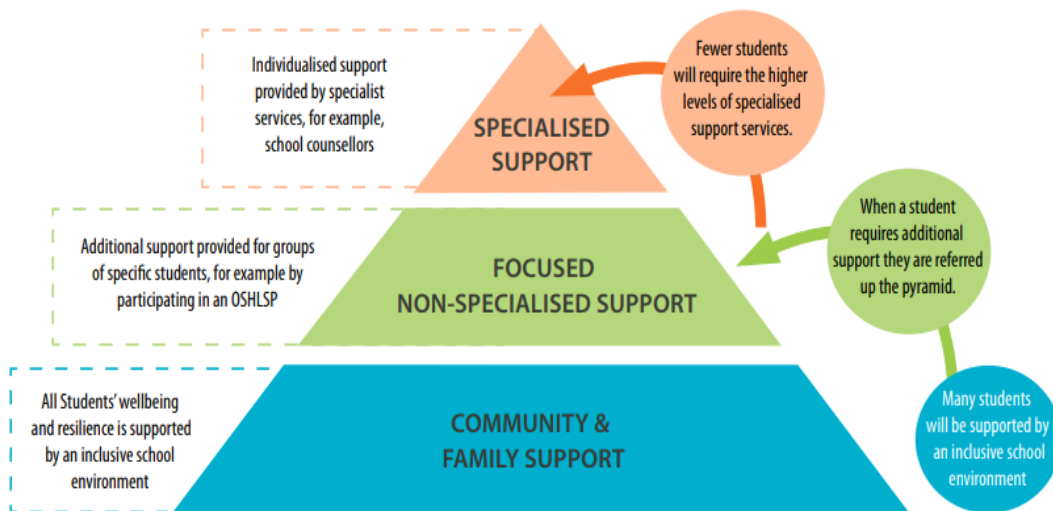 Individualised support
provided by specialist
services, for example,
school counsellors
SPECIALISED
SUPPORT
Fewer students
will require the higher
levels of specialised
support services.
Additional support provided for groups
of specific students, for example by
participating in an OSHLSP
FOCUSED
NON-SPECIALISED SUPPORT
When a student
requires additional
support they are referred
up the pyramid.
All Students' wellbeing
and resilience is supported
by an inclusive school
environment
COMMUNITY &
FAMILY SUPPORT
Many students
will be supported by
an inclusive school
environment